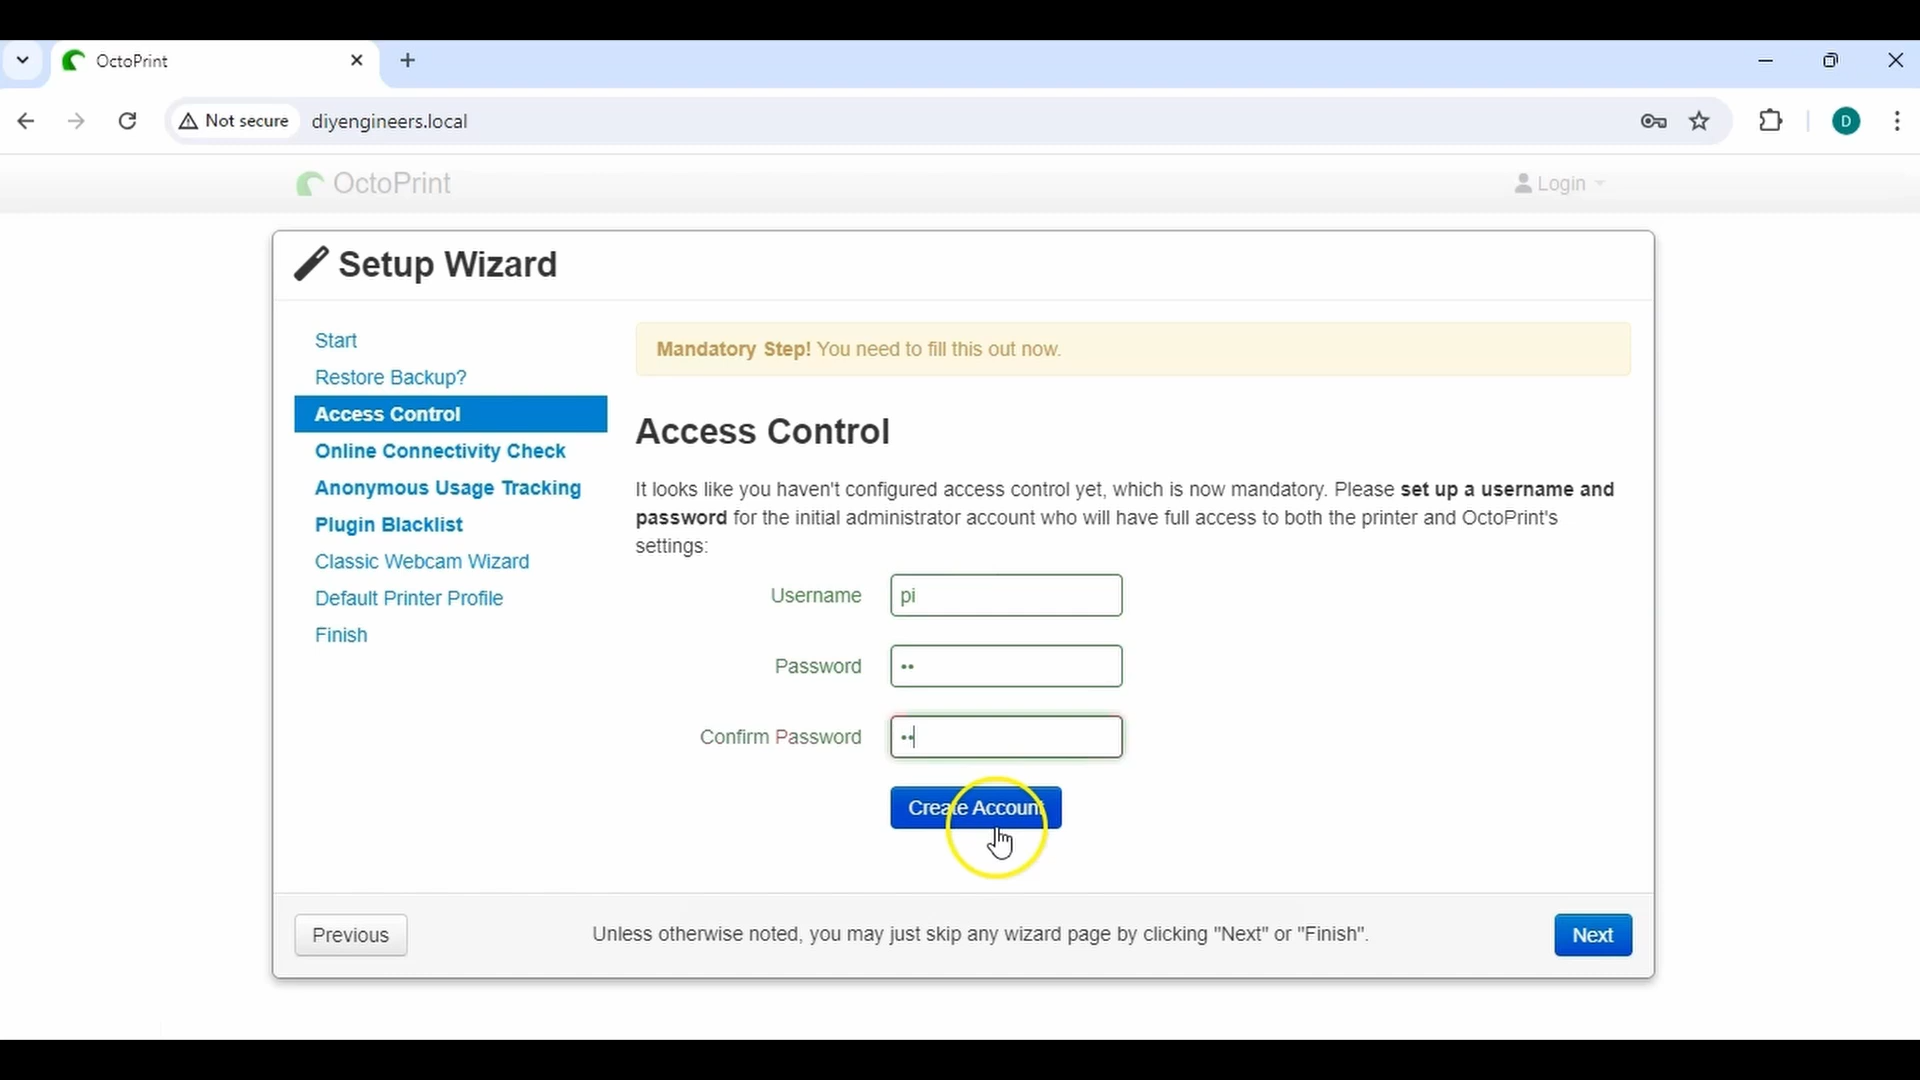 OctoPrint
Not secure diyengineers.local
D
OctoPrint
Login
Setup Wizard
Start
Restore Backup?
Access Control
Online Connectivity Check
Anonymous Usage Tracking
Plugin Blacklist
Classic Webcam Wizard
Default Printer Profile
Finish
Mandatory Step! You need to fill this out now.
Access Control
It looks like you haven't configured access control yet, which is now mandatory. Please set up a username and
password for the initial administrator account who will have full access to both the printer and OctoPrint's
settings:
Username pi
Password ••
Confirm Password ••
Create Account
Previous
Unless otherwise noted, you may just skip any wizard page by clicking "Next" or "Finish".
Next